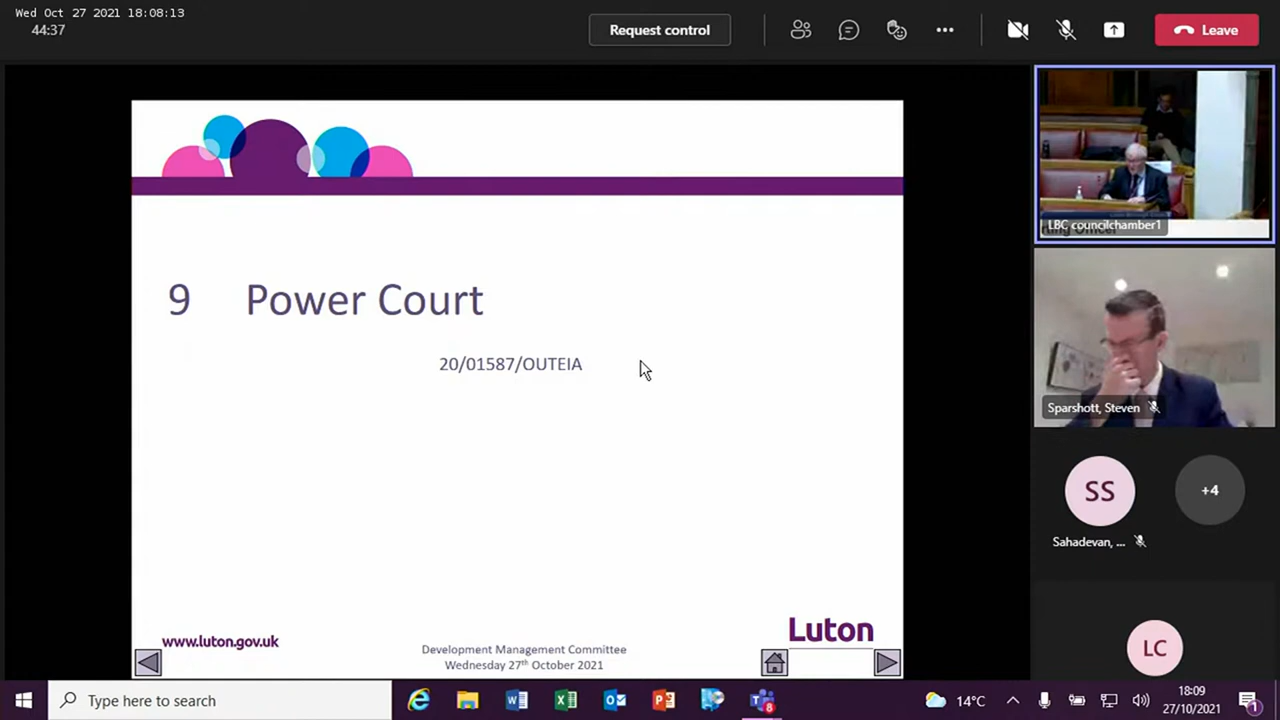 Wed Oct 27 2021 18:08:13
44:37
Request control
Leave
LBC councilchamber1
9 Power Court
20/01587/OUTEIA
Sparshott, Steven
SS
+4
Sahadevan, ...
www.luton.gov.uk
Development Management Committee
Wednesday 27th October 2021
Luton
LC
Type here to search
14°C
18:09
27/10/2021
1
8